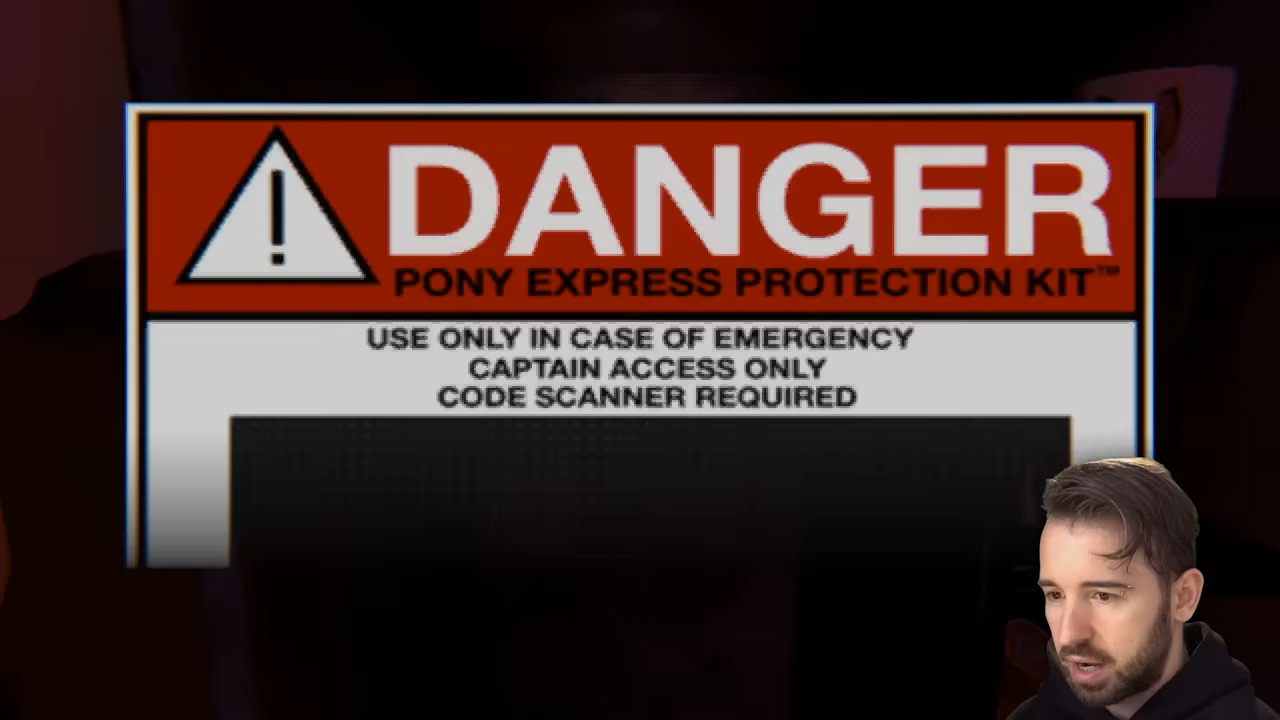 !
DANGER
PONY EXPRESS PROTECTION KIT™
USE ONLY IN CASE OF EMERGENCY
CAPTAIN ACCESS ONLY
CODE SCANNER REQUIRED